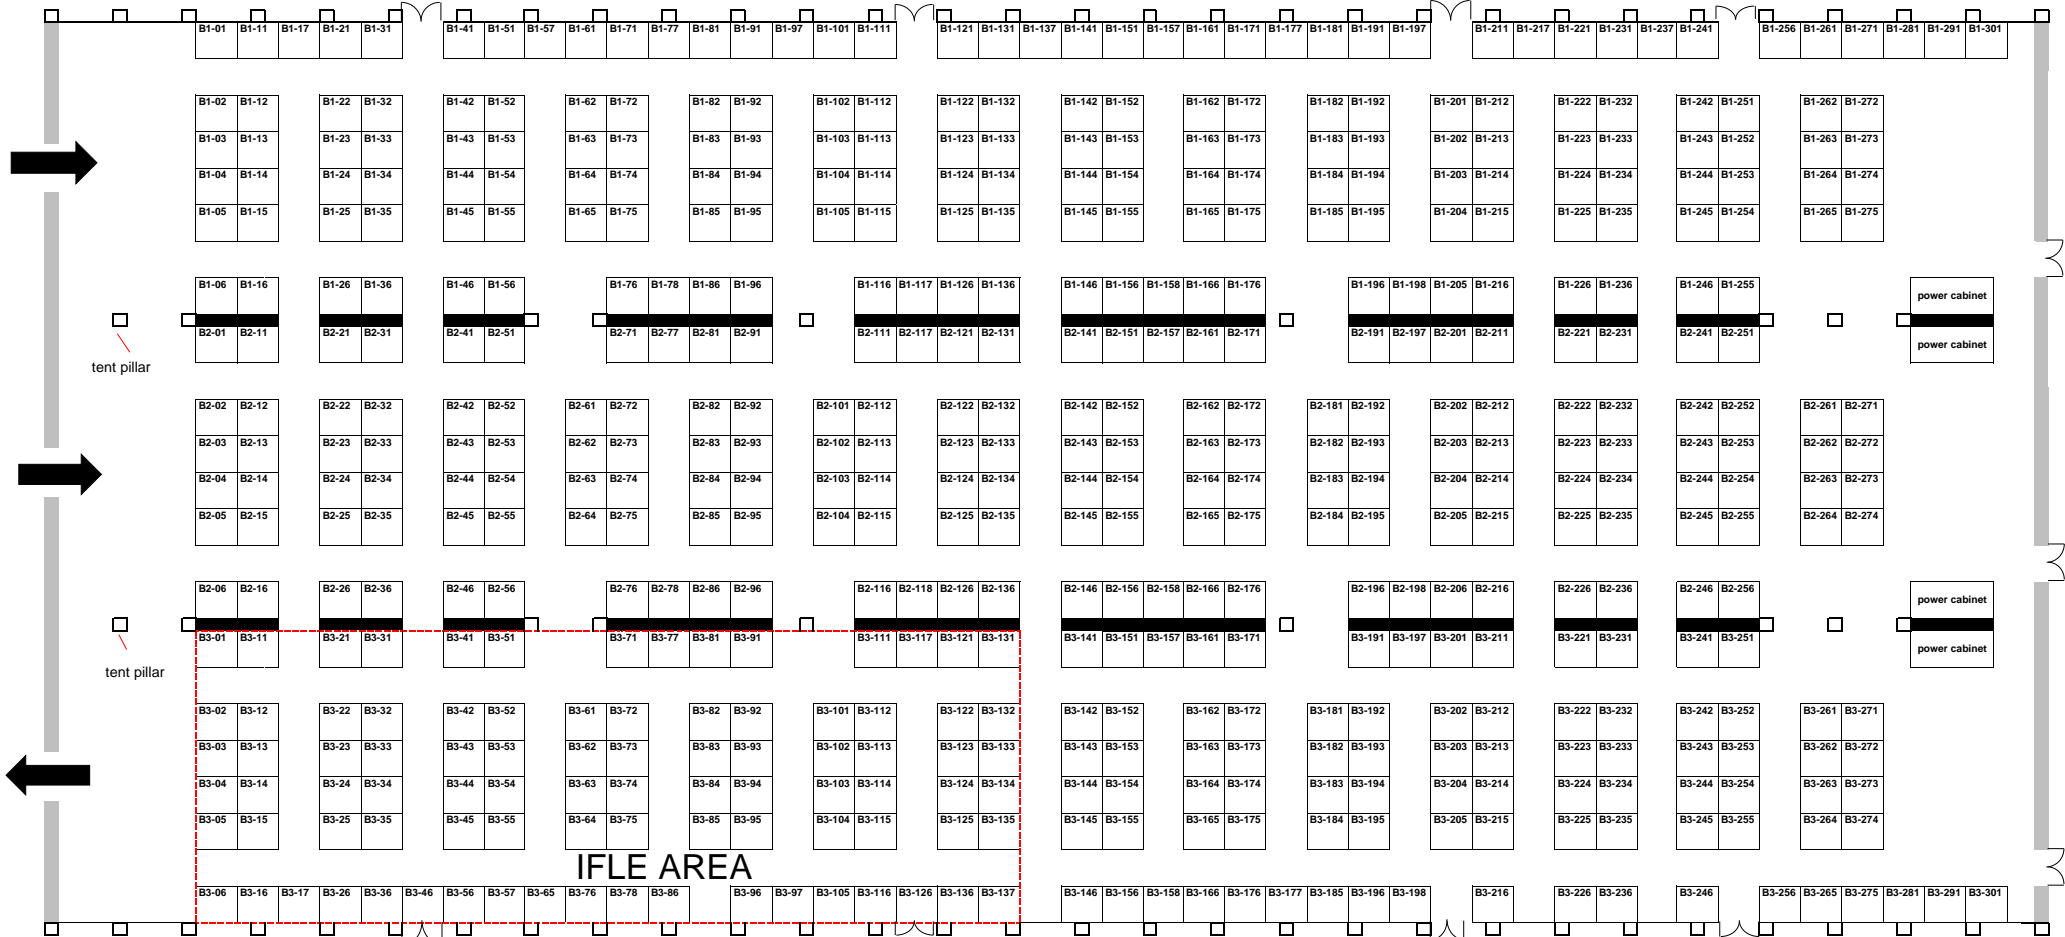 B1-01 B1-11 B1-17 B1-21 B1-31 B1-41 B1-51 B1-57 B1-61 B1-71 B1-77 B1-81 B1-91 B1-97 B1-101 B1-111 B1-121 B1-131 B1-137 B1-141 B1-151 B1-157 B1-161 B1-171 B1-177 B1-181 B1-191 B1-197 B1-211 B1-217 B1-221 B1-231 B1-237 B1-241 B1-256 B1-261 B1-271 B1-281 B1-291 B1-301
B1-02 B1-12 B1-22 B1-32 B1-42 B1-52 B1-62 B1-72 B1-82 B1-92 B1-102 B1-112 B1-122 B1-132 B1-142 B1-152 B1-162 B1-172 B1-182 B1-192 B1-201 B1-212 B1-222 B1-232 B1-242 B1-251 B1-262 B1-272
B1-03 B1-13 B1-23 B1-33 B1-43 B1-53 B1-63 B1-73 B1-83 B1-93 B1-103 B1-113 B1-123 B1-133 B1-143 B1-153 B1-163 B1-173 B1-183 B1-193 B1-202 B1-213 B1-223 B1-233 B1-243 B1-252 B1-263 B1-273
B1-04 B1-14 B1-24 B1-34 B1-44 B1-54 B1-64 B1-74 B1-84 B1-94 B1-104 B1-114 B1-124 B1-134 B1-144 B1-154 B1-164 B1-174 B1-184 B1-194 B1-203 B1-214 B1-224 B1-234 B1-244 B1-253 B1-264 B1-274
B1-05 B1-15 B1-25 B1-35 B1-45 B1-55 B1-65 B1-75 B1-85 B1-95 B1-105 B1-115 B1-125 B1-135 B1-145 B1-155 B1-165 B1-175 B1-185 B1-195 B1-204 B1-215 B1-225 B1-235 B1-245 B1-254 B1-265 B1-275
B1-06 B1-16 B1-26 B1-36 B1-46 B1-56 B1-76 B1-78 B1-86 B1-96 B1-116 B1-117 B1-126 B1-136 B1-146 B1-156 B1-158 B1-166 B1-176 B1-196 B1-198 B1-205 B1-216 B1-226 B1-236 B1-246 B1-255 power cabinet
B2-01 B2-11 B2-21 B2-31 B2-41 B2-51 B2-71 B2-77 B2-81 B2-91 B2-111 B2-117 B2-121 B2-131 B2-141 B2-151 B2-157 B2-161 B2-171 B2-191 B2-197 B2-201 B2-211 B2-221 B2-231 B2-241 B2-251 power cabinet
tent pillar
B2-02 B2-12 B2-22 B2-32 B2-42 B2-52 B2-61 B2-72 B2-82 B2-92 B2-101 B2-112 B2-122 B2-132 B2-142 B2-152 B2-162 B2-172 B2-181 B2-192 B2-202 B2-212 B2-222 B2-232 B2-242 B2-252 B2-261 B2-271
B2-03 B2-13 B2-23 B2-33 B2-43 B2-53 B2-62 B2-73 B2-83 B2-93 B2-102 B2-113 B2-123 B2-133 B2-143 B2-153 B2-163 B2-173 B2-182 B2-193 B2-203 B2-213 B2-223 B2-233 B2-243 B2-253 B2-262 B2-272
B2-04 B2-14 B2-24 B2-34 B2-44 B2-54 B2-63 B2-74 B2-84 B2-94 B2-103 B2-114 B2-124 B2-134 B2-144 B2-154 B2-164 B2-174 B2-183 B2-194 B2-204 B2-214 B2-224 B2-234 B2-244 B2-254 B2-263 B2-273
B2-05 B2-15 B2-25 B2-35 B2-45 B2-55 B2-64 B2-75 B2-85 B2-95 B2-104 B2-115 B2-125 B2-135 B2-145 B2-155 B2-165 B2-175 B2-184 B2-195 B2-205 B2-215 B2-225 B2-235 B2-245 B2-255 B2-264 B2-274
B2-06 B2-16 B2-26 B2-36 B2-46 B2-56 B2-76 B2-78 B2-86 B2-96 B2-116 B2-118 B2-126 B2-136 B2-146 B2-156 B2-158 B2-166 B2-176 B2-196 B2-198 B2-206 B2-216 B2-226 B2-236 B2-246 B2-256 power cabinet
B3-01 B3-11 B3-21 B3-31 B3-41 B3-51 B3-71 B3-77 B3-81 B3-91 B3-111 B3-117 B3-121 B3-131 B3-141 B3-151 B3-157 B3-161 B3-171 B3-191 B3-197 B3-201 B3-211 B3-221 B3-231 B3-241 B3-251 power cabinet
tent pillar
B3-02 B3-12 B3-22 B3-32 B3-42 B3-52 B3-61 B3-72 B3-82 B3-92 B3-101 B3-112 B3-122 B3-132 B3-142 B3-152 B3-162 B3-172 B3-181 B3-192 B3-202 B3-212 B3-222 B3-232 B3-242 B3-252 B3-261 B3-271
B3-03 B3-13 B3-23 B3-33 B3-43 B3-53 B3-62 B3-73 B3-83 B3-93 B3-102 B3-113 B3-123 B3-133 B3-143 B3-153 B3-163 B3-173 B3-182 B3-193 B3-203 B3-213 B3-223 B3-233 B3-243 B3-253 B3-262 B3-272
B3-04 B3-14 B3-24 B3-34 B3-44 B3-54 B3-63 B3-74 B3-84 B3-94 B3-103 B3-114 B3-124 B3-134 B3-144 B3-154 B3-164 B3-174 B3-183 B3-194 B3-204 B3-214 B3-224 B3-234 B3-244 B3-254 B3-263 B3-273
B3-05 B3-15 B3-25 B3-35 B3-45 B3-55 B3-64 B3-75 B3-85 B3-95 B3-104 B3-115 B3-125 B3-135 B3-145 B3-155 B3-165 B3-175 B3-184 B3-195 B3-205 B3-215 B3-225 B3-235 B3-245 B3-255 B3-264 B3-274
IFLE AREA
B3-06 B3-16 B3-17 B3-26 B3-36 B3-46 B3-56 B3-57 B3-65 B3-76 B3-78 B3-86 B3-96 B3-97 B3-105 B3-116 B3-126 B3-136 B3-137 B3-146 B3-156 B3-158 B3-166 B3-176 B3-177 B3-185 B3-196 B3-198 B3-216 B3-226 B3-236 B3-246 B3-256 B3-265 B3-275 B3-281 B3-291 B3-301